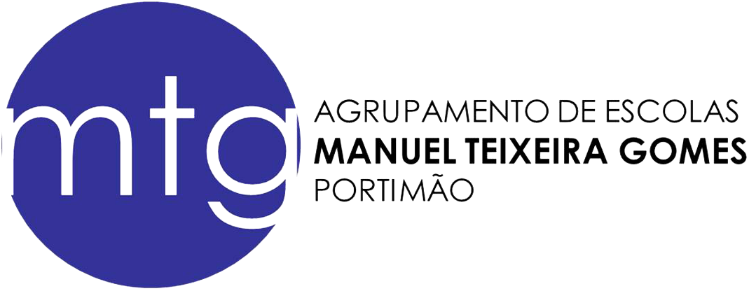 mtg
AGRUPAMENTO DE ESCOLAS
MANUEL TEIXEIRA GOMES
PORTIMÃO